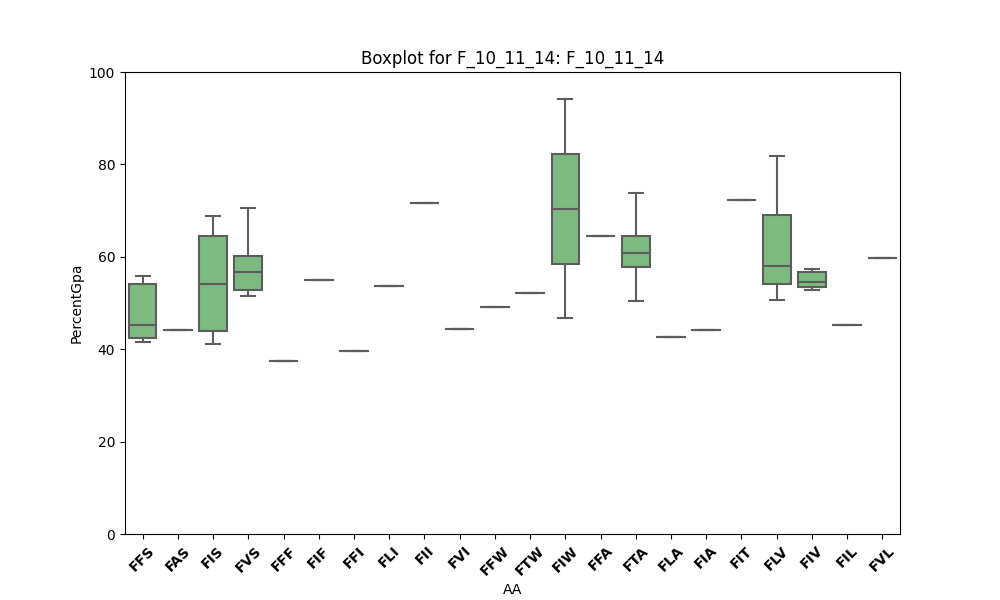 Boxplot for F_10_11_14: F_10_11_14
PercentGpa
100
80
60
40
20
0
FFS FAS FIS FVS FFF FIF FFI FLI FII FVI FFW FTW FIW FFA FTA FLA FIA FIT FLV FIV FIL FVL
AA